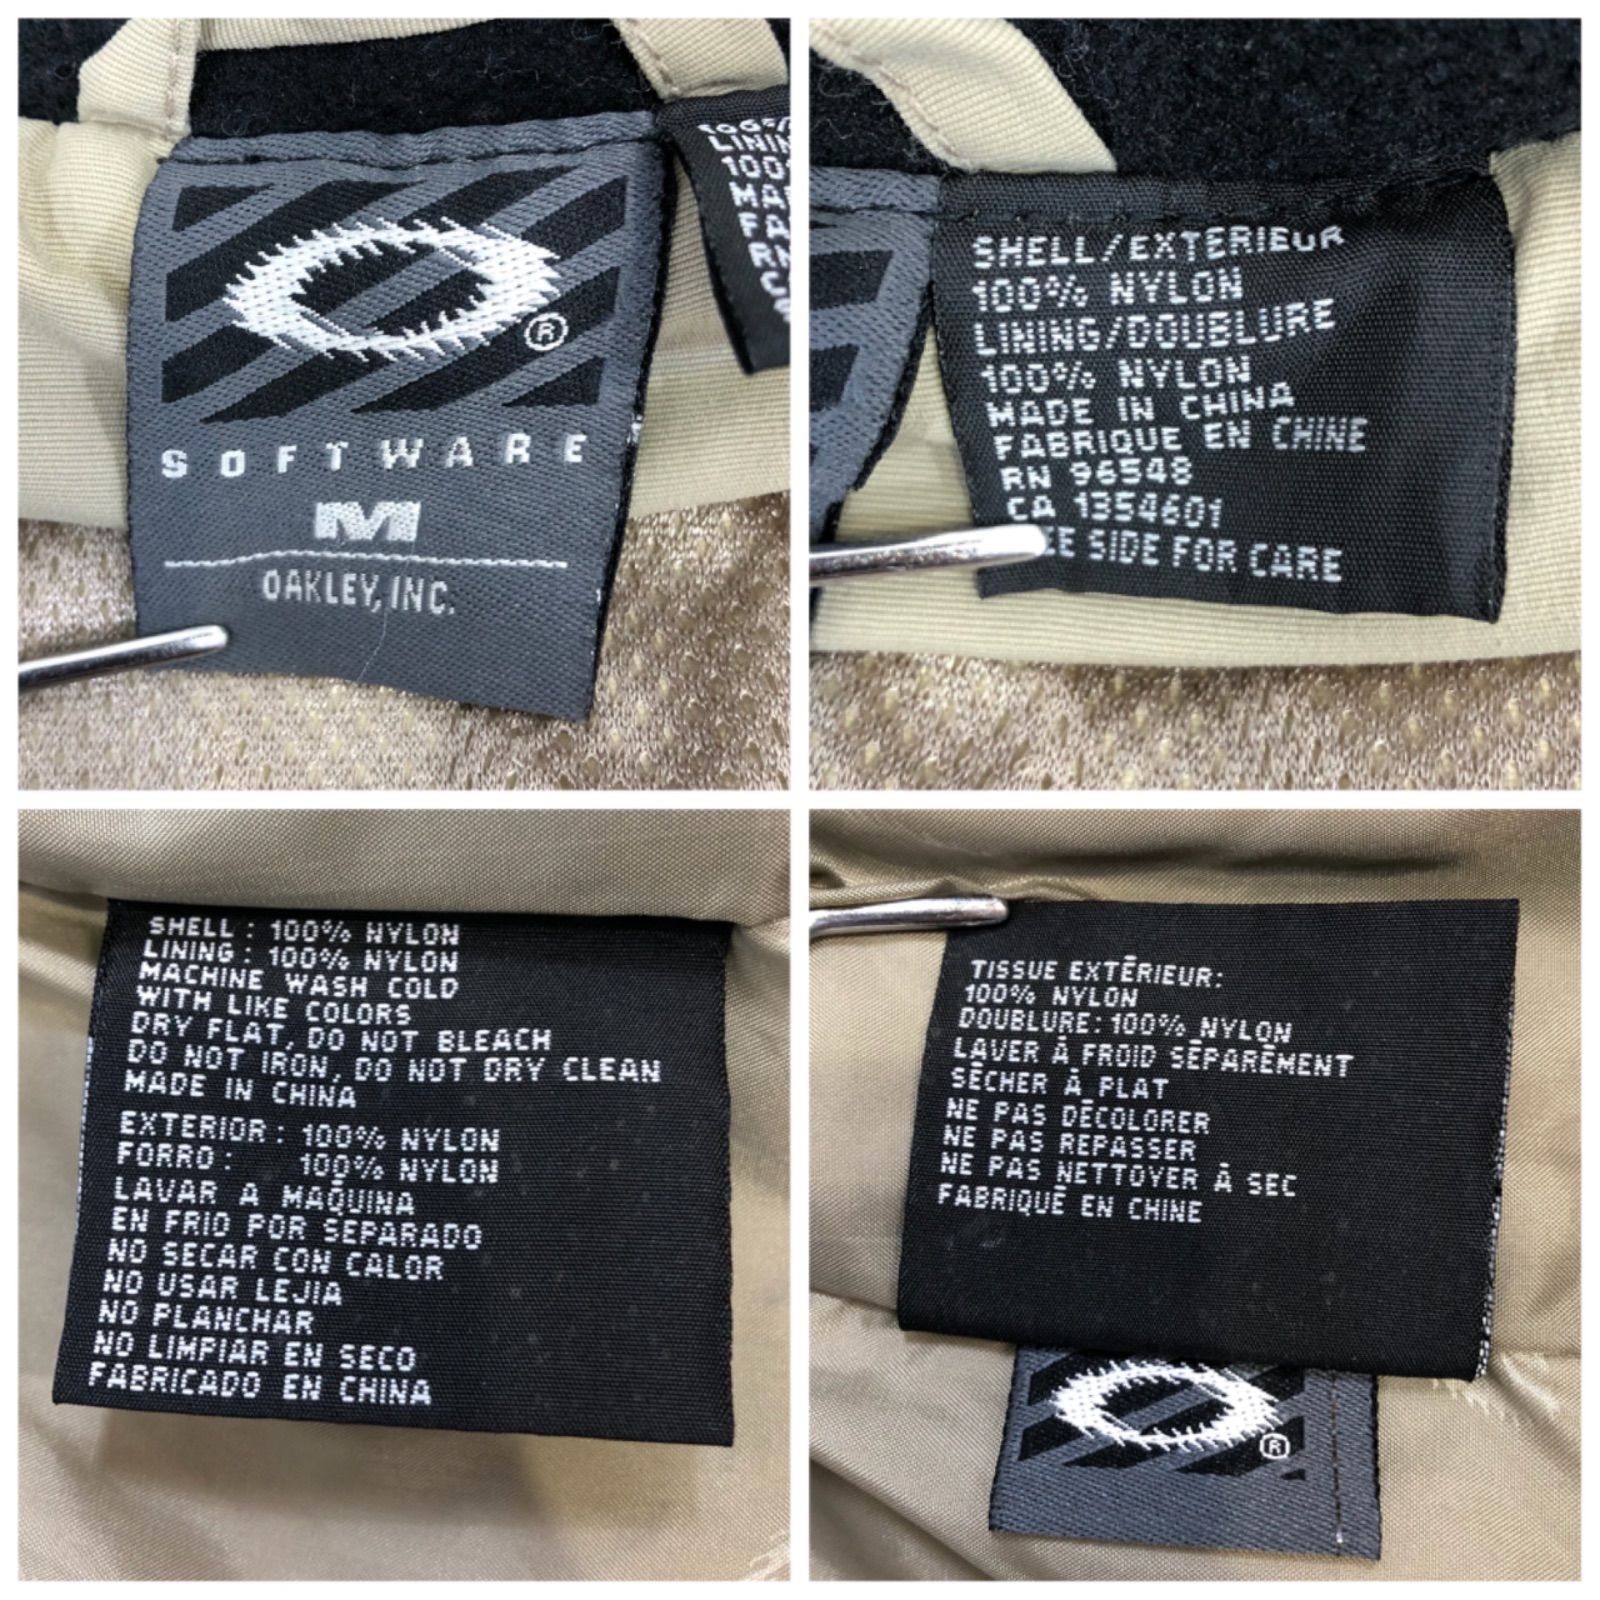 ®
SOFTWARE
M
OAKLEY, INC.
100%
MA
FA
RN
SHELL/EXTERIEUR
100% NYLON
LINING/DOUBLURE
100% NYLON
MADE IN CHINA
FABRIQUE EN CHINE
RN 96548
CA 1354601
SIDE FOR CARE
SHELL: 100% NYLON
LINING: 100% NYLON
MACHINE WASH COLD
WITH LIKE COLORS
DRY FLAT, DO NOT BLEACH
DO NOT IRON, DO NOT DRY CLEAN
MADE IN CHINA
EXTERIOR: 100% NYLON
FORRO: 100% NYLON
LAVAR A MAQUINA
EN FRIO POR SEPARADO
NO SECAR CON CALOR
NO USAR LEJIA
NO PLANCHAR
NO LIMPIAR EN SECO
FABRICADO EN CHINA
TISSUE EXTÉRIEUR:
100% NYLON
DOUBLURE: 100% NYLON
LAVER À FROID SÉPARÉMENT
SÉCHER À PLAT
NE PAS DÉCOLORER
NE PAS REPASSER
NE PAS NETTOYER À SEC
FABRIQUÉ EN CHINE
®